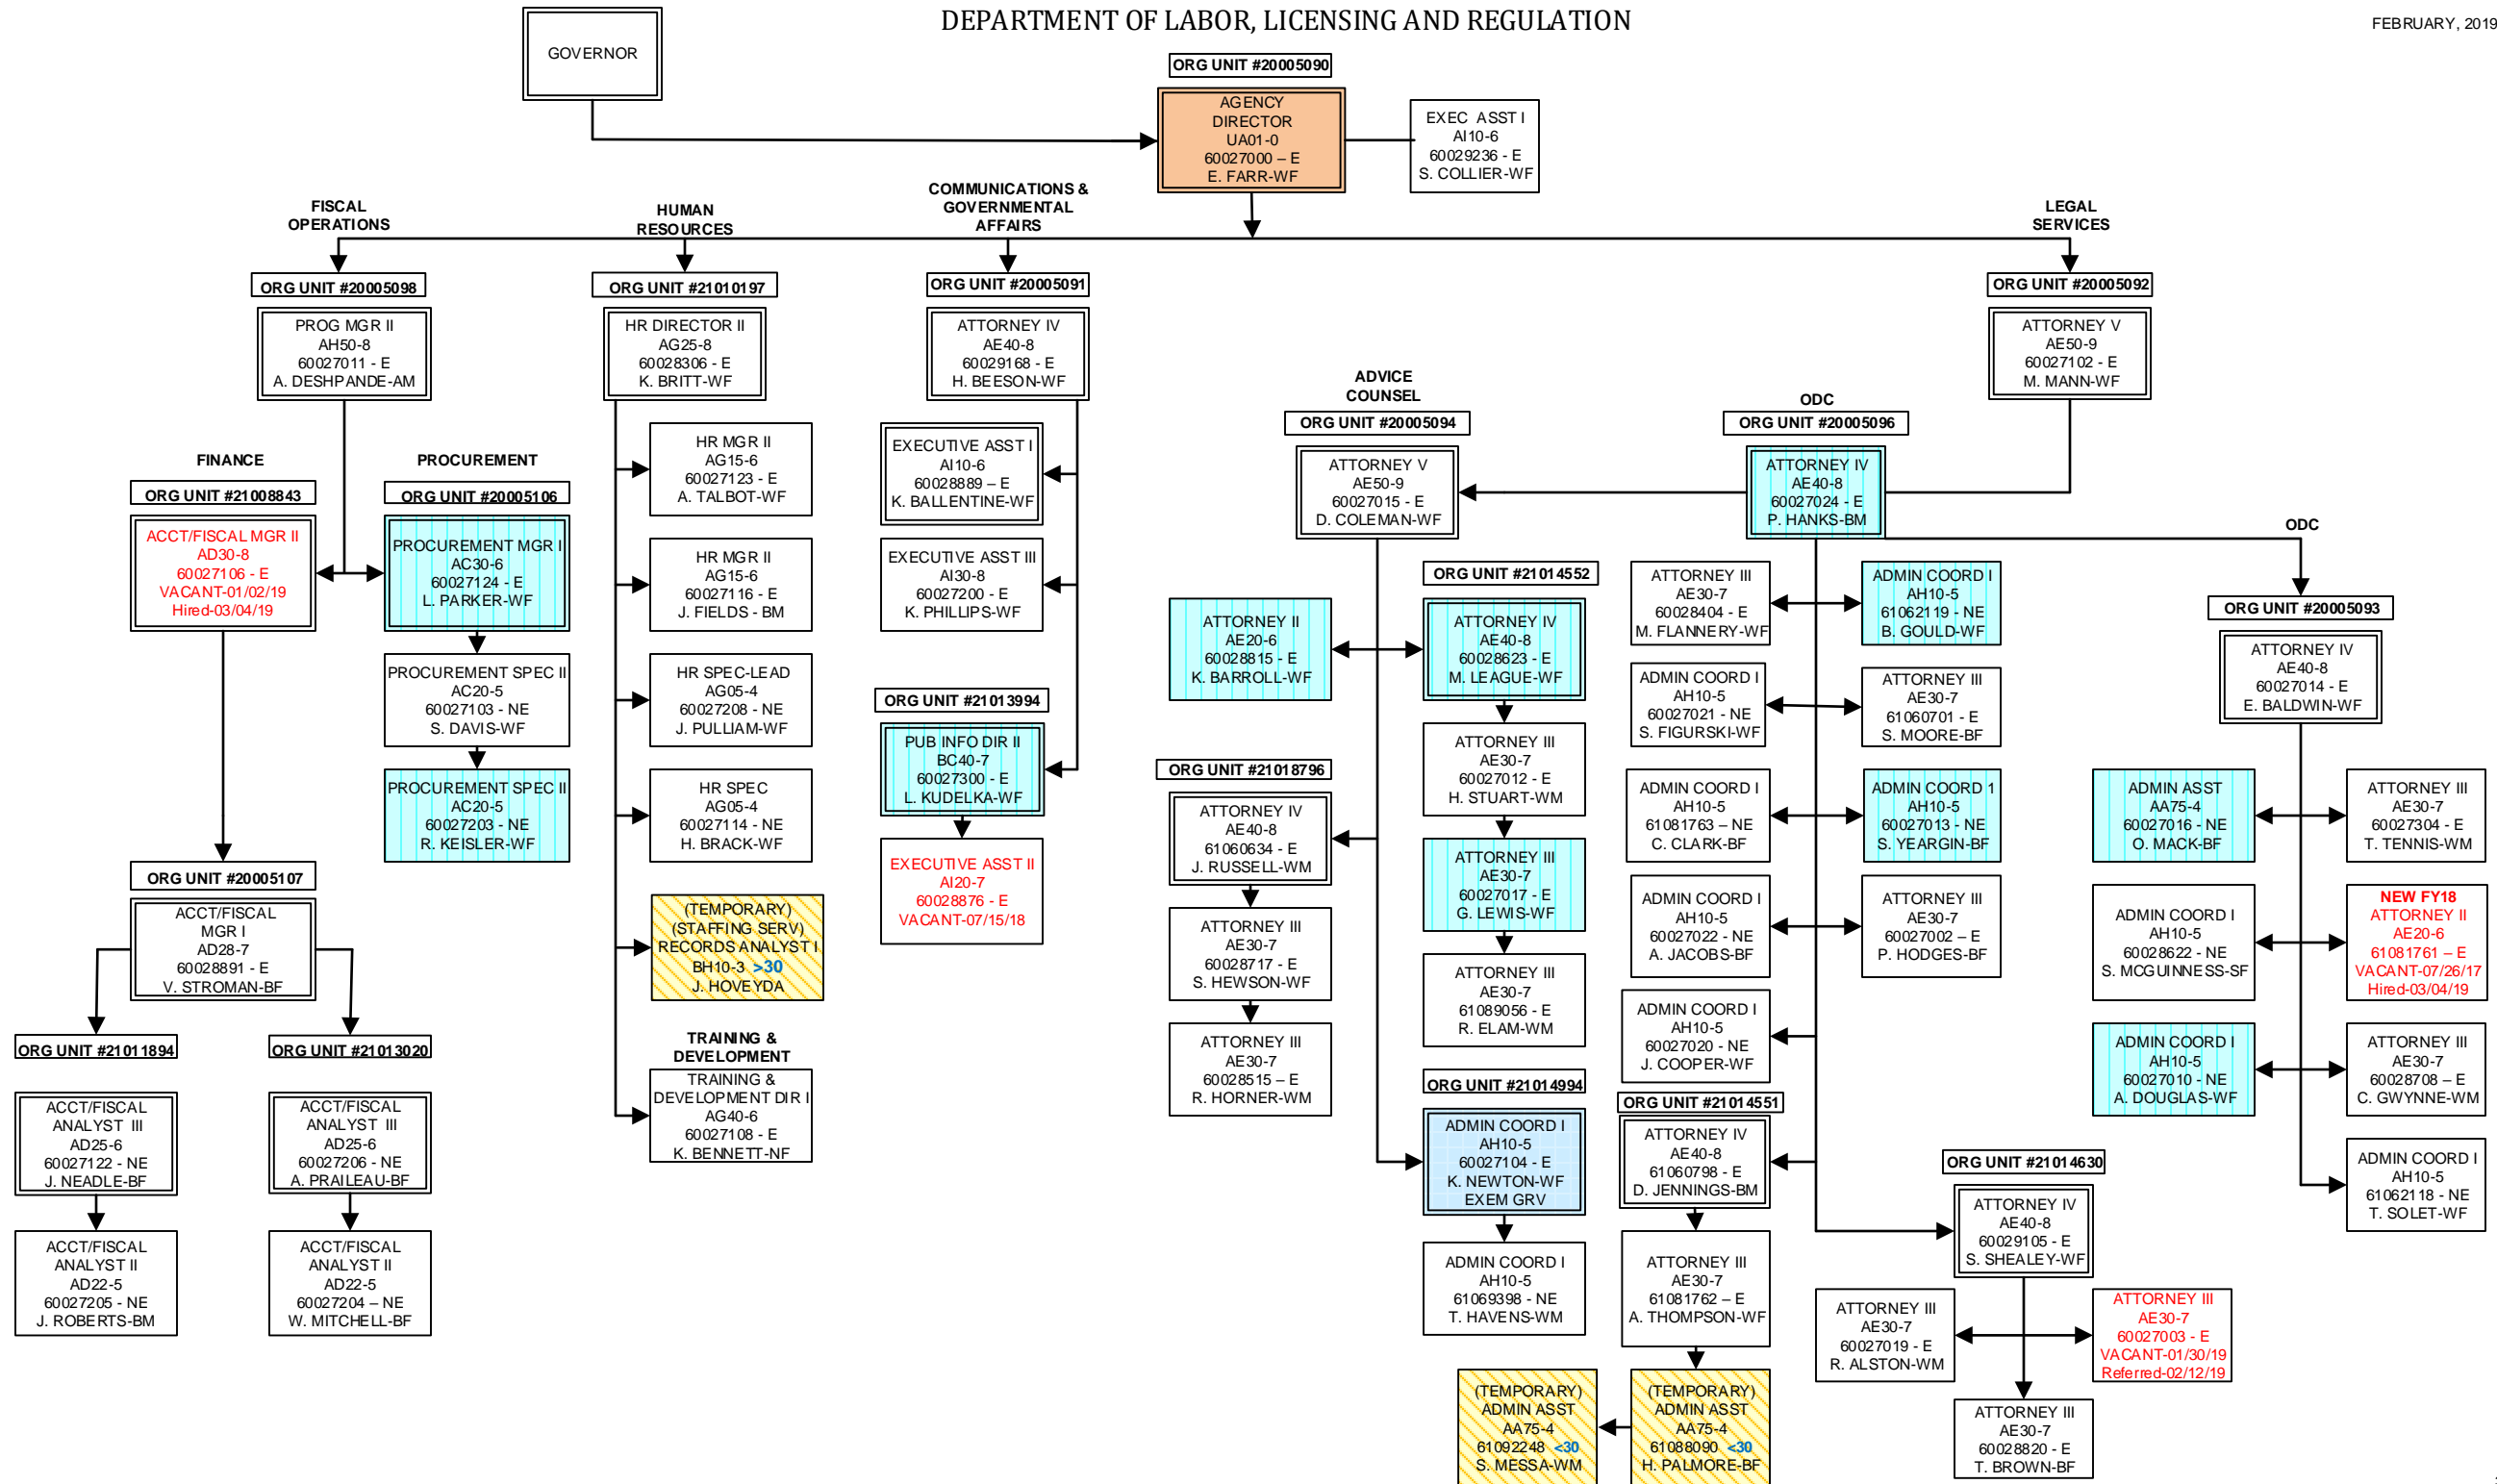 DEPARTMENT OF LABOR, LICENSING AND REGULATION
FEBRUARY, 2019
GOVERNOR
ORG UNIT #20005090
AGENCY
DIRECTOR
UA01-0
60027000 – E
E. FARR-WF
EXEC ASST I
AI10-6
60029236 - E
S. COLLIER-WF
FISCAL
OPERATIONS
HUMAN
RESOURCES
COMMUNICATIONS &
GOVERNMENTAL
AFFAIRS
LEGAL
SERVICES
ORG UNIT #20005098
PROG MGR II
AH50-8
60027011 - E
A. DESHPANDE-AM
FINANCE
ORG UNIT #21008843
ACCT/FISCAL MGR II
AD30-8
60027106 - E
VACANT-01/02/19
Hired-03/04/19
PROCUREMENT
ORG UNIT #20005106
PROCUREMENT MGR I
AC30-6
60027124 - E
L. PARKER-WF
PROCUREMENT SPEC II
AC20-5
60027103 - NE
S. DAVIS-WF
PROCUREMENT SPEC II
AC20-5
60027203 - NE
R. KEISLER-WF
ORG UNIT #20005107
ACCT/FISCAL
MGR I
AD28-7
60028891 - E
V. STROMAN-BF
ORG UNIT #21011894
ACCT/FISCAL
ANALYST III
AD25-6
60027122 - NE
J. NEADLE-BF
ACCT/FISCAL
ANALYST II
AD22-5
60027205 - NE
J. ROBERTS-BM
ORG UNIT #21013020
ACCT/FISCAL
ANALYST III
AD25-6
60027206 - NE
A. PRAILEAU-BF
ACCT/FISCAL
ANALYST II
AD22-5
60027204 – NE
W. MITCHELL-BF
ORG UNIT #21010197
HR DIRECTOR II
AG25-8
60028306 - E
K. BRITT-WF
HR MGR II
AG15-6
60027123 - E
A. TALBOT-WF
HR MGR II
AG15-6
60027116 - E
J. FIELDS - BM
HR SPEC-LEAD
AG05-4
60027208 - NE
J. PULLIAM-WF
HR SPEC
AG05-4
60027114 - NE
H. BRACK-WF
(TEMPORARY)
(STAFFING SERV)
RECORDS ANALYST I
BH10-3 >30
J. HOVEYDA
TRAINING &
DEVELOPMENT
TRAINING &
DEVELOPMENT DIR I
AG40-6
60027108 - E
K. BENNETT-NF
ORG UNIT #20005091
ATTORNEY IV
AE40-8
60029168 - E
H. BEESON-WF
EXECUTIVE ASST I
AI10-6
60028889 – E
K. BALLENTINE-WF
EXECUTIVE ASST III
AI30-8
60027200 - E
K. PHILLIPS-WF
ORG UNIT #21013994
PUB INFO DIR II
BC40-7
60027300 - E
L. KUDELKA-WF
EXECUTIVE ASST II
AI20-7
60028876 - E
VACANT-07/15/18
ORG UNIT #20005092
ATTORNEY V
AE50-9
60027102 - E
M. MANN-WF
ADVICE
COUNSEL
ORG UNIT #20005094
ATTORNEY V
AE50-9
60027015 - E
D. COLEMAN-WF
ATTORNEY II
AE20-6
60028815 - E
K. BARROLL-WF
ORG UNIT #21014552
ATTORNEY IV
AE40-8
60028623 - E
M. LEAGUE-WF
ATTORNEY III
AE30-7
60027012 - E
H. STUART-WM
ATTORNEY III
AE30-7
60027017 - E
G. LEWIS-WF
ATTORNEY III
AE30-7
61089056 - E
R. ELAM-WM
ORG UNIT #21018796
ATTORNEY IV
AE40-8
61060634 - E
J. RUSSELL-WM
ATTORNEY III
AE30-7
60028717 - E
S. HEWSON-WF
ATTORNEY III
AE30-7
60028515 – E
R. HORNER-WM
ORG UNIT #21014994
ADMIN COORD I
AH10-5
60027104 - E
K. NEWTON-WF
EXEM GRV
ADMIN COORD I
AH10-5
61069398 - NE
T. HAVENS-WM
ODC
ORG UNIT #20005096
ATTORNEY IV
AE40-8
60027024 - E
P. HANKS-BM
ATTORNEY III
AE30-7
60028404 - E
M. FLANNERY-WF
ADMIN COORD I
AH10-5
61062119 - NE
B. GOULD-WF
ADMIN COORD I
AH10-5
60027021 - NE
S. FIGURSKI-WF
ATTORNEY III
AE30-7
61060701 - E
S. MOORE-BF
ADMIN COORD I
AH10-5
61081763 – NE
C. CLARK-BF
ADMIN COORD 1
AH10-5
60027013 - NE
S. YEARGIN-BF
ADMIN COORD I
AH10-5
60027022 - NE
A. JACOBS-BF
ATTORNEY III
AE30-7
60027002 – E
P. HODGES-BF
ADMIN COORD I
AH10-5
60027020 - NE
J. COOPER-WF
ORG UNIT #21014551
ATTORNEY IV
AE40-8
61060798 - E
D. JENNINGS-BM
ATTORNEY III
AE30-7
61081762 – E
A. THOMPSON-WF
(TEMPORARY)
ADMIN ASST
AA75-4
61092248 <30
S. MESSA-WM
(TEMPORARY)
ADMIN ASST
AA75-4
61088090 <30
H. PALMORE-BF
ORG UNIT #21014630
ATTORNEY IV
AE40-8
60029105 - E
S. SHEALEY-WF
ATTORNEY III
AE30-7
60027019 - E
R. ALSTON-WM
ATTORNEY III
AE30-7
60027003 - E
VACANT-01/30/19
Referred-02/12/19
ATTORNEY III
AE30-7
60028820 - E
T. BROWN-BF
ODC
ORG UNIT #20005093
ATTORNEY IV
AE40-8
60027014 - E
E. BALDWIN-WF
ADMIN ASST
AA75-4
60027016 - NE
O. MACK-BF
ATTORNEY III
AE30-7
60027304 - E
T. TENNIS-WM
ADMIN COORD I
AH10-5
60028622 - NE
S. MCGUINNESS-SF
NEW FY18
ATTORNEY II
AE20-6
61081761 – E
VACANT-07/26/17
Hired-03/04/19
ADMIN COORD I
AH10-5
60027010 - NE
A. DOUGLAS-WF
ATTORNEY III
AE30-7
60028708 – E
C. GWYNNE-WM
ADMIN COORD I
AH10-5
61062118 - NE
T. SOLET-WF